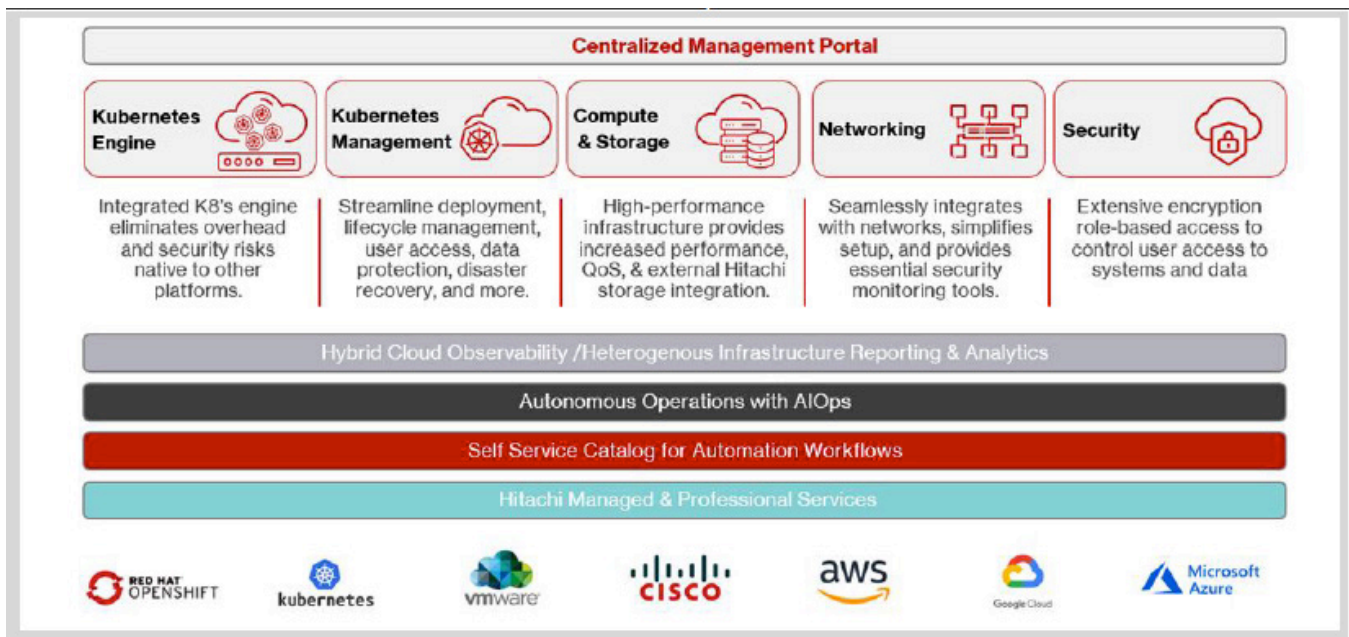 Centralized Management Portal
Kubernetes
Engine
Kubernetes
Management
Compute
& Storage
Networking
Security
Integrated K8's engine
eliminates overhead
and security risks
native to other
platforms.
Streamline deployment,
lifecycle management,
user access, data
protection, disaster
recovery, and more.
High-performance
infrastructure provides
increased performance,
QoS, & external Hitachi
storage integration.
Seamlessly integrates
with networks, simplifies
setup, and provides
essential security
monitoring tools.
Extensive encryption
role-based access to
control user access to
systems and data
Hybrid Cloud Observability /Heterogenous Infrastructure Reporting & Analytics
Autonomous Operations with AIOps
Self Service Catalog for Automation Workflows
Hitachi Managed & Professional Services
RED HAT
OPENSHIFT
kubernetes
vmware
CISCO
aws
Google Cloud
Microsoft
Azure